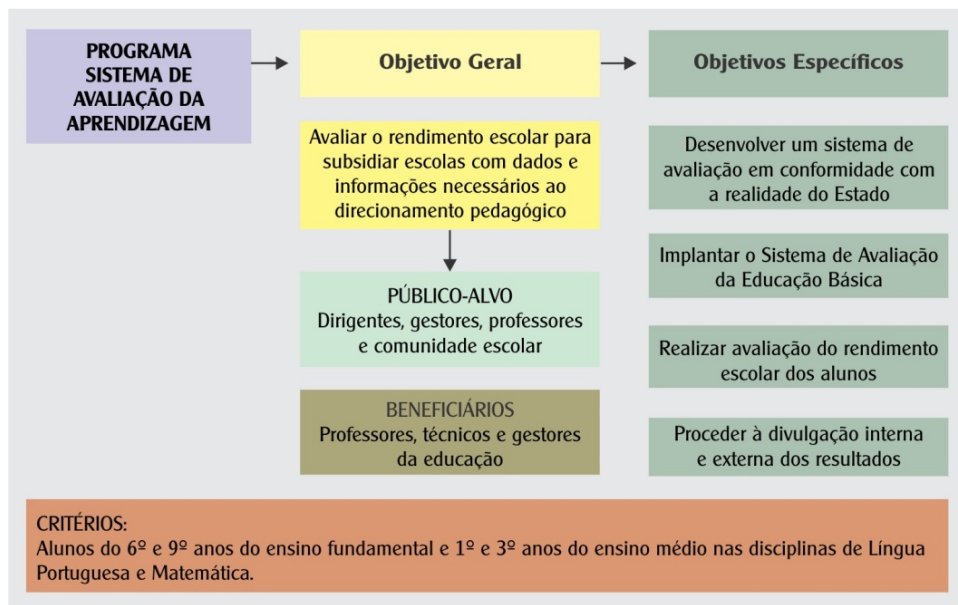 PROGRAMA
SISTEMA DE
AVALIAÇÃO DA
APRENDIZAGEM
Objetivo Geral
Avaliar o rendimento escolar para
subsidiar escolas com dados e
informações necessários ao
direcionamento pedagógico
PÚBLICO-ALVO
Dirigentes, gestores, professores
e comunidade escolar
BENEFICIÁRIOS
Professores, técnicos e gestores
da educação
Objetivos Específicos
Desenvolver um sistema de
avaliação em conformidade com
a realidade do Estado
Implantar o Sistema de Avaliação
da Educação Básica
Realizar avaliação do rendimento
escolar dos alunos
Proceder à divulgação interna
e externa dos resultados
CRITÉRIOS:
Alunos do 6º e 9º anos do ensino fundamental e 1º e 3º anos do ensino médio nas disciplinas de Língua
Portuguesa e Matemática.